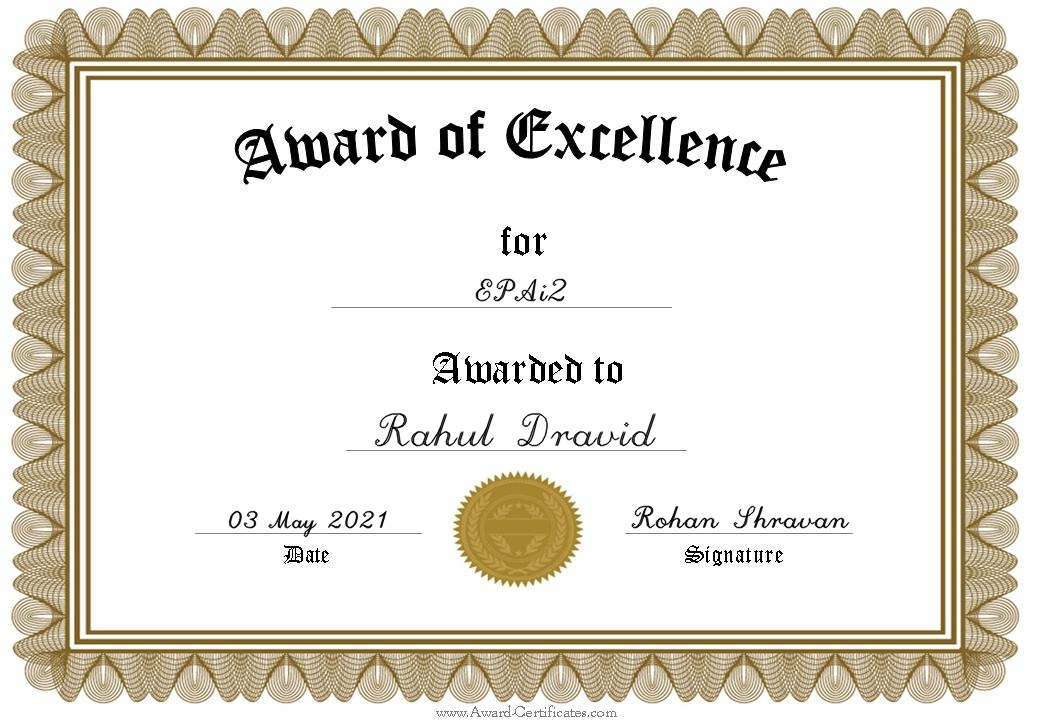 Award of Excellence
for
EPAi2
Awarded to
Rahul Dravid
03 May 2021
Rohan Shravan
Date
Signature
www.Award-Certificates.com